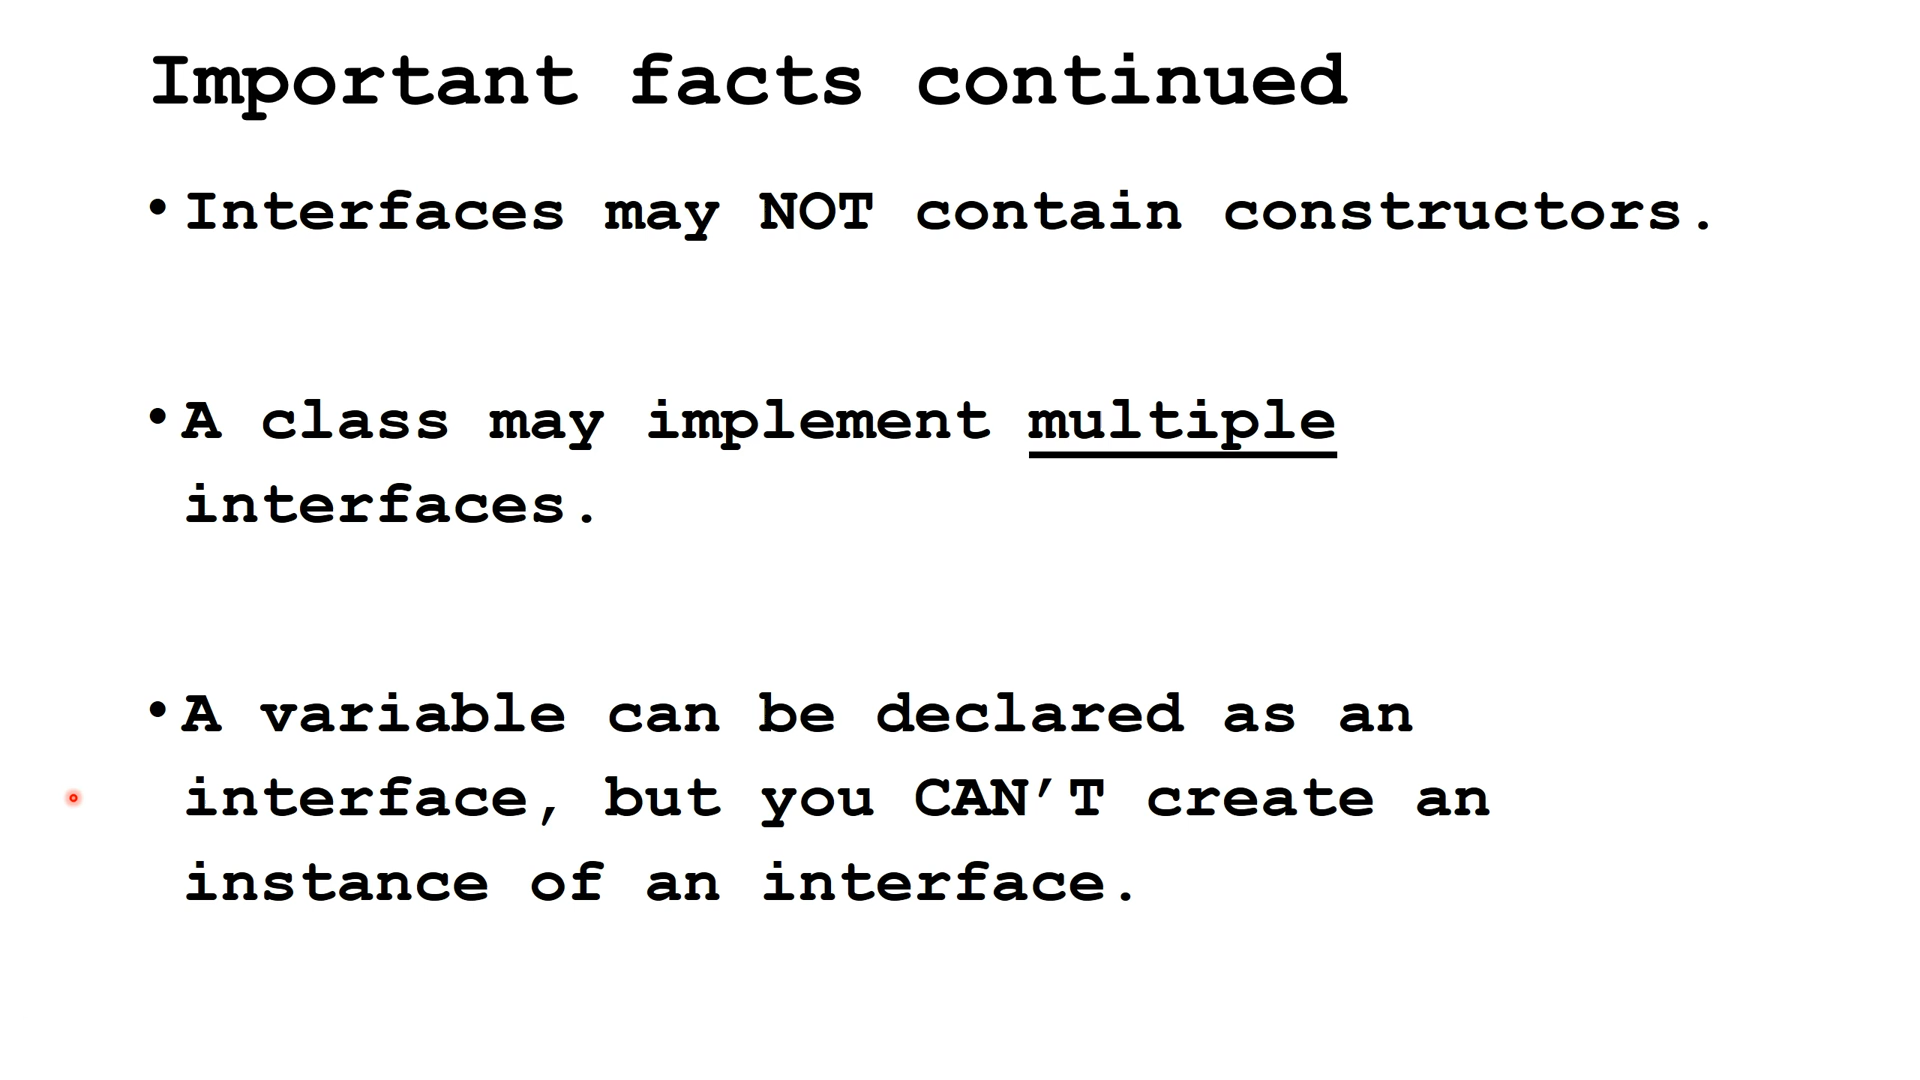 Important facts continued
• Interfaces may NOT contain constructors.
• A class may implement multiple
interfaces.
• A variable can be declared as an
interface, but you CAN’T create an
instance of an interface.